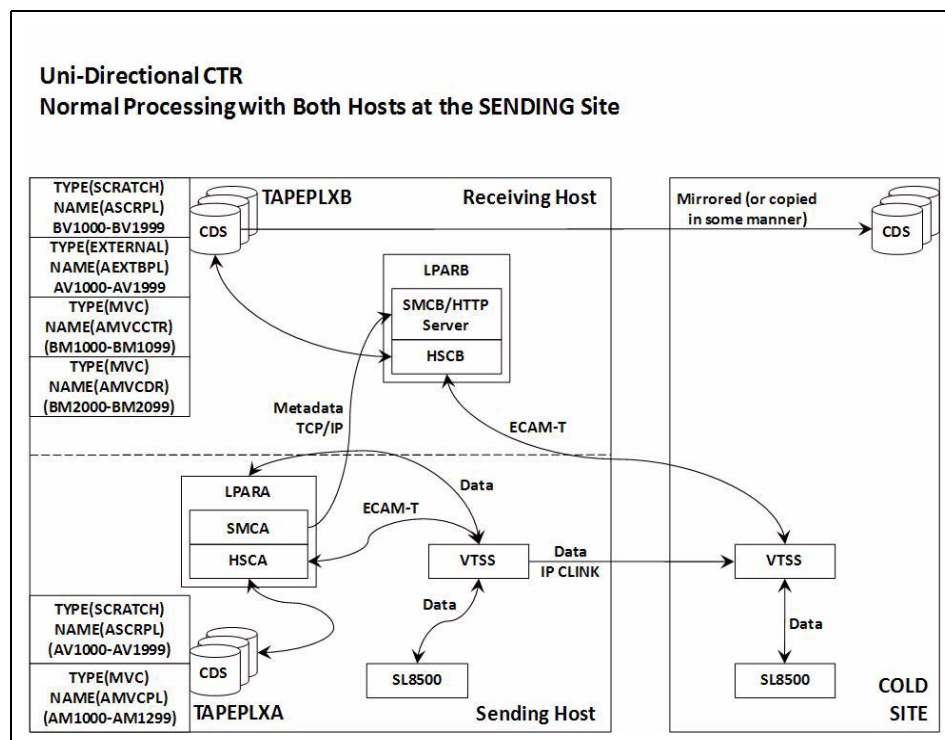 Uni-Directional CTR
Normal Processing with Both Hosts at the SENDING Site
TYPE(SCRATCH)
NAME(ASCRPL)
BV1000-BV1999
TYPE(EXTERNAL)
NAME(AEXTBPL)
AV1000-AV1999
TYPE(MVC)
NAME(AMVCCTR)
(BM1000-BM1099)
TYPE(MVC)
NAME(AMVCDR)
(BM2000-BM2099)
TAPEPLXB
CDS
Receiving Host
Mirrored (or copied
in some manner)
CDS
LPARB
SMCB/HTTP
Server
HSCB
Metadata
TCP/IP
ECAM-T
LPARA
SMCA
HSCA
Data
ECAM-T
VTSS
Data
IP CLINK
VTSS
Data
Data
TYPE(SCRATCH)
NAME(ASCRPL)
(AV1000-AV1999)
TYPE(MVC)
NAME(AMVCPL)
(AM1000-AM1299)
CDS
TAPEPLXA
SL8500
Sending Host
SL8500
COLD
SITE